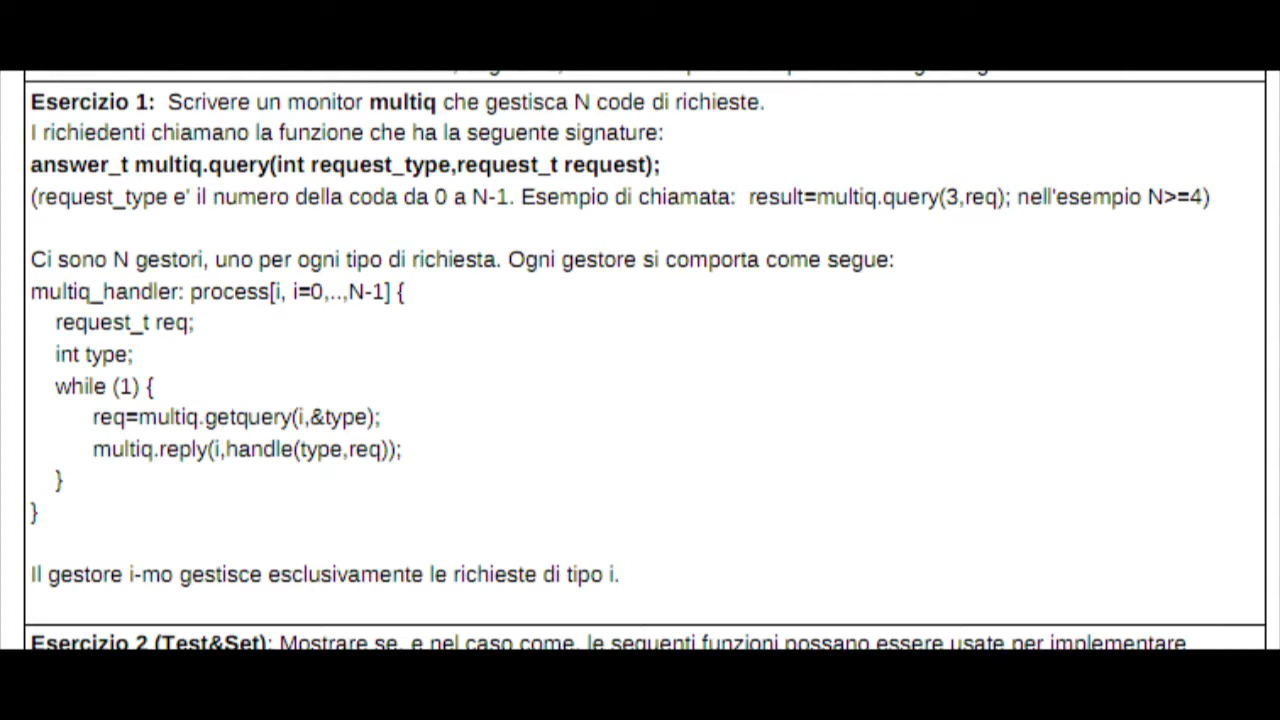 Esercizio 1: Scrivere un monitor multiq che gestisca N code di richieste.
I richiedenti chiamano la funzione che ha la seguente signature:
answer_t multiq.query(int request_type,request_t request);
(request_type e' il numero della coda da 0 a N-1. Esempio di chiamata: result=multiq.query(3,req); nell'esempio N>=4)
Ci sono N gestori, uno per ogni tipo di richiesta. Ogni gestore si comporta come segue:
multiq_handler: process[i, i=0,..,N-1] {
request_t req;
int type;
while (1) {
req=multiq.getquery(i,&type);
multiq.reply(i,handle(type,req));
}
}
Il gestore i-mo gestisce esclusivamente le richieste di tipo i.
Esercizio 2 (Test&Set): Mostrare se, e nel caso come, le seguenti funzioni possano essere usate per implementare